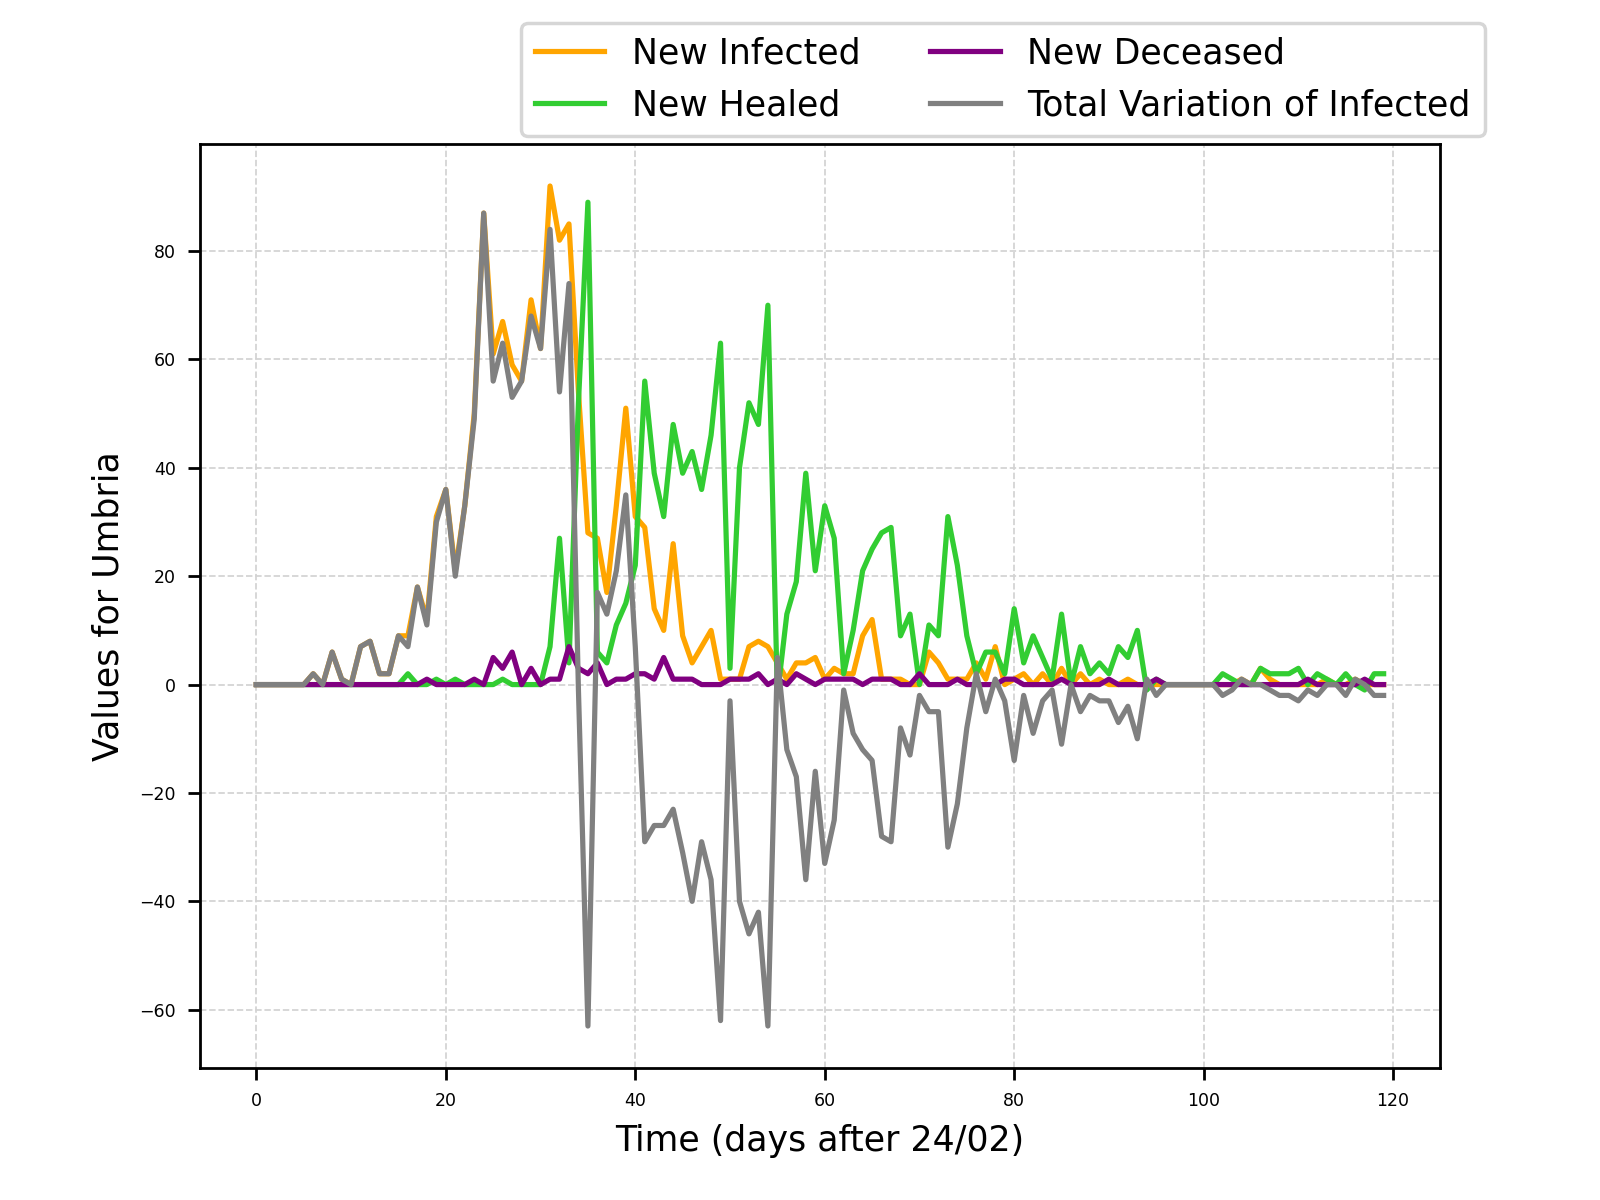 New Infected
New Healed
New Deceased
Total Variation of Infected
80
60
40
20
0
−20
−40
−60
Values for Umbria
0 20 40 60 80 100 120
Time (days after 24/02)